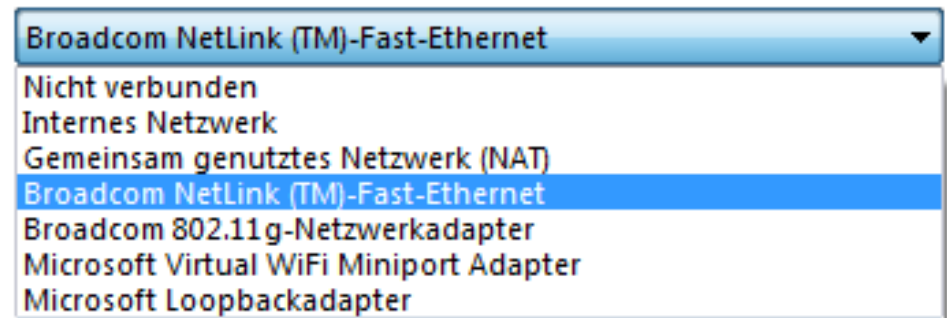 Broadcom NetLink (TM)-Fast-Ethernet
Nicht verbunden
Internes Netzwerk
Gemeinsam genutztes Netzwerk (NAT)
Broadcom NetLink (TM)-Fast-Ethernet
Broadcom 802.11g-Netzwerkadapter
Microsoft Virtual WiFi Miniport Adapter
Microsoft Loopbackadapter